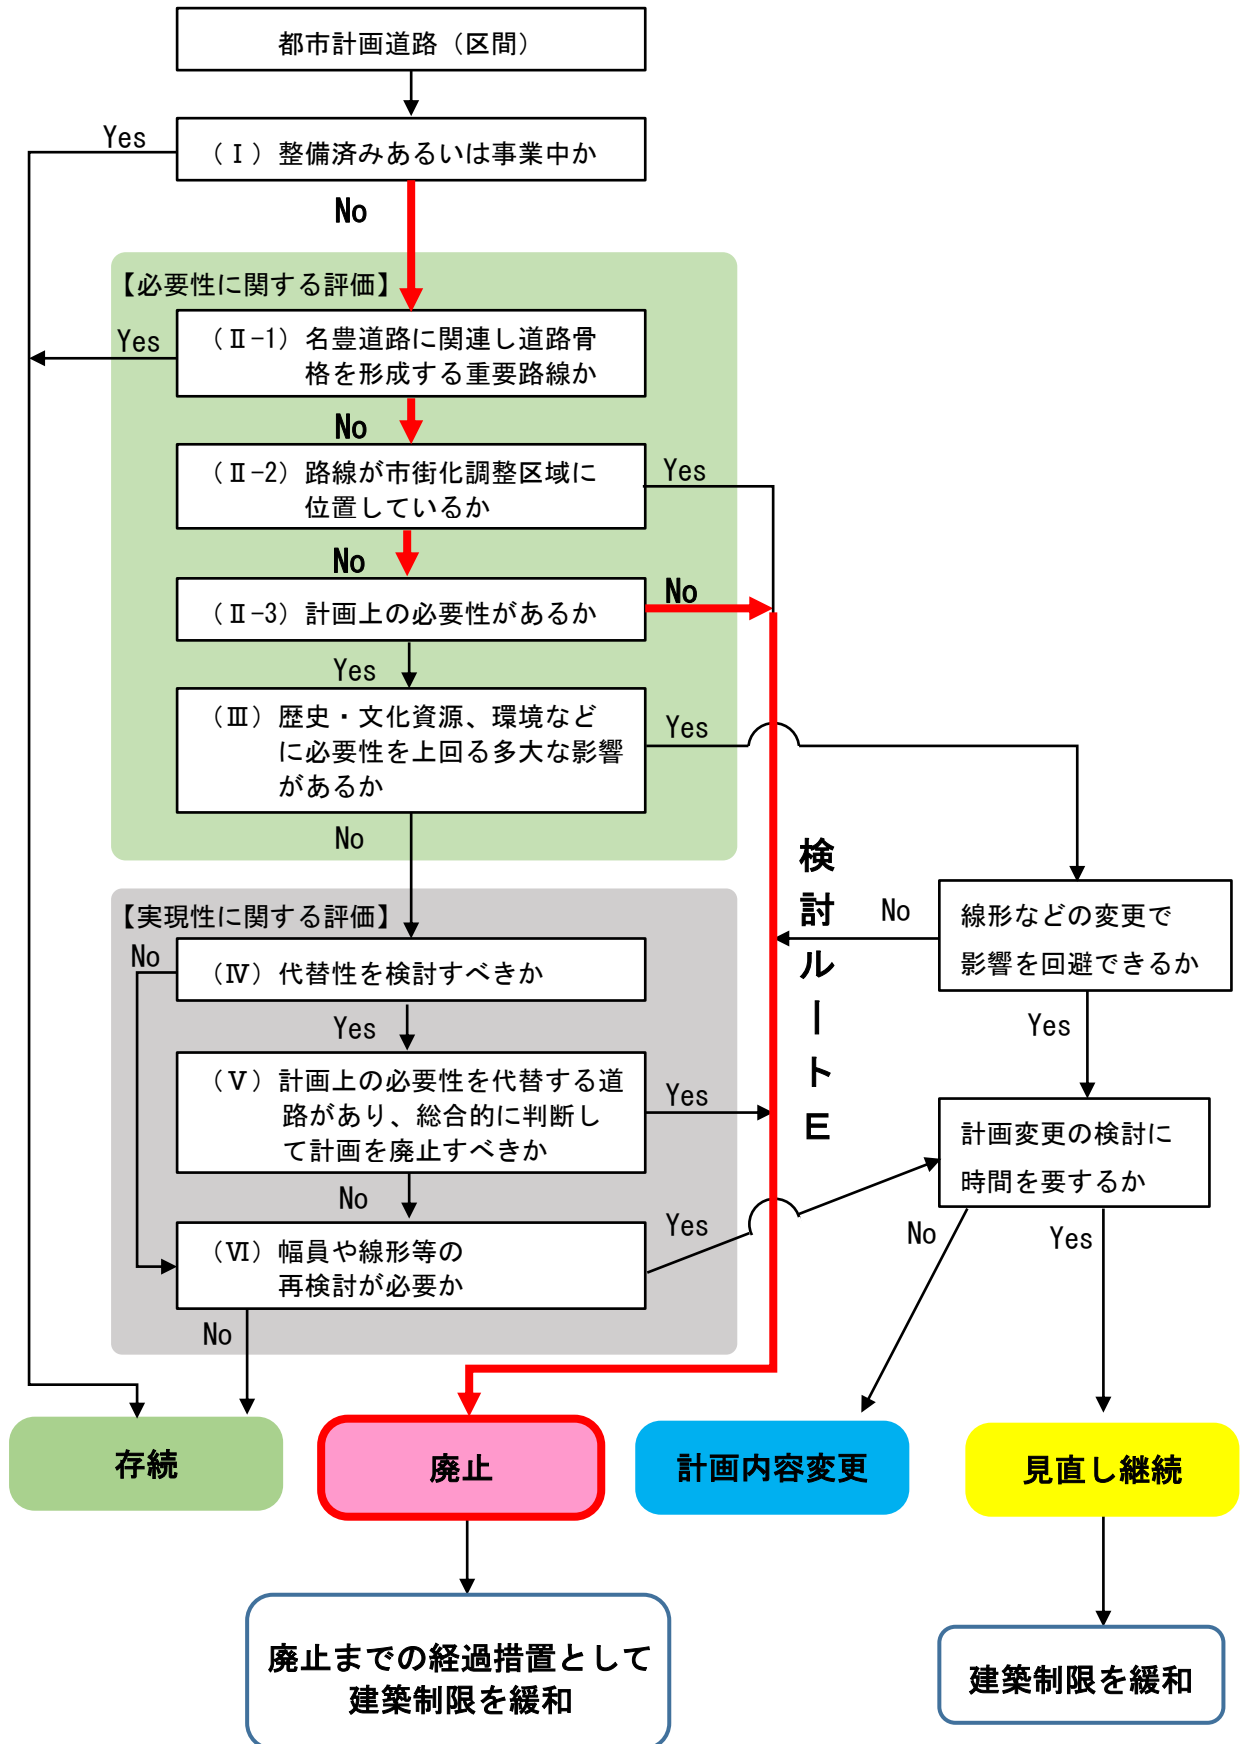 都市計画道路（区間）
Yes
（Ⅰ）整備済みあるいは事業中か
No
【必要性に関する評価】
Yes
（Ⅱ-1）名豊道路に関連し道路骨
格を形成する重要路線か
No
（Ⅱ-2）路線が市街化調整区域に
位置しているか
Yes
No
（Ⅱ-3）計画上の必要性があるか
No
Yes
（Ⅲ）歴史・文化資源、環境など
に必要性を上回る多大な影響
があるか
Yes
No
検討ルートE
線形などの変更で
影響を回避できるか
No
Yes
【実現性に関する評価】
No
（Ⅳ）代替性を検討すべきか
Yes
（Ⅴ）計画上の必要性を代替する道
路があり、総合的に判断し
て計画を廃止すべきか
Yes
No
計画変更の検討に
時間を要するか
（Ⅵ）幅員や線形等の
再検討が必要か
Yes
No
No
Yes
存続
廃止
計画内容変更
見直し継続
廃止までの経過措置として
建築制限を緩和
建築制限を緩和